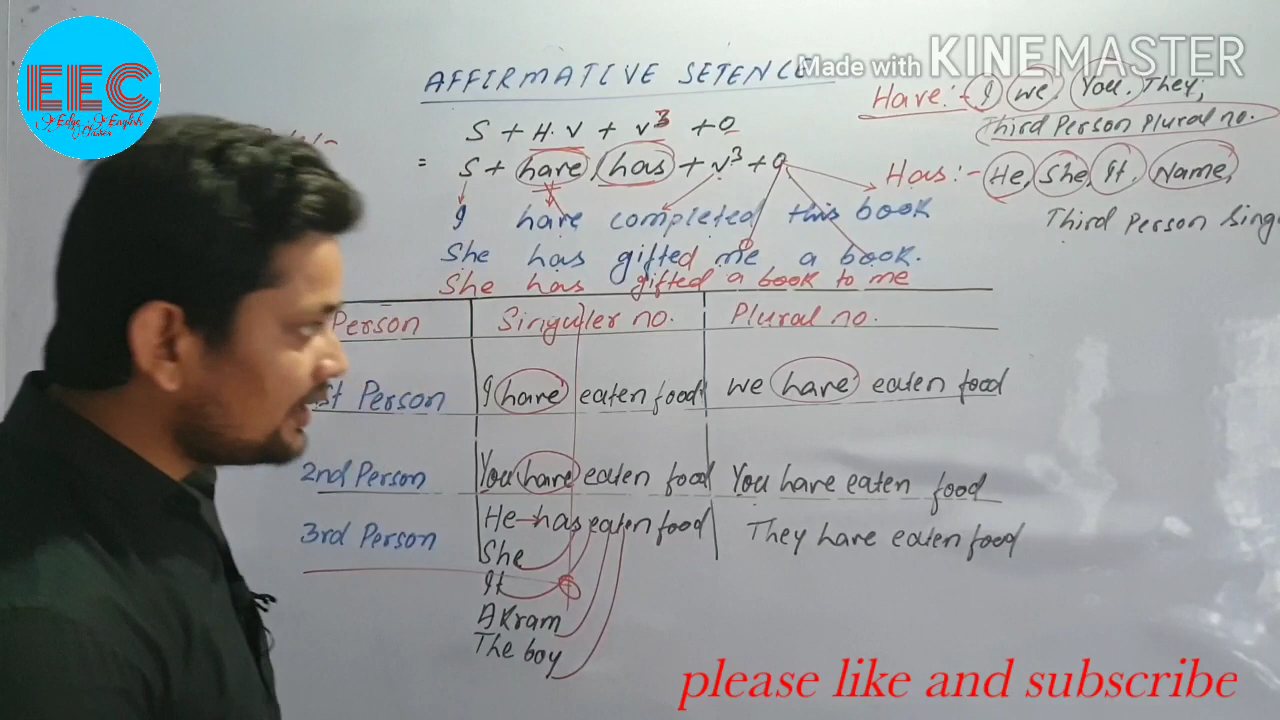 EEC
Made with KINEMASTER
AFFIRMATIVE SETENCE
Have:- I we You. They,
Third Person Plural no.
S + H.V + V3 + O
= S + have, has + V3 + O
Has:- He, She, It, Name,
Third Person Sing
I have completed this book
She has gifted me a book.
She has gifted a book to me
Person Singuler no. Plural no.
st Person I have eaten food We have eaten food
2nd Person You have eaten food You have eaten food
3rd Person He has eaten food They have eaten food
She
It
Akram
The boy
please like and subscribe